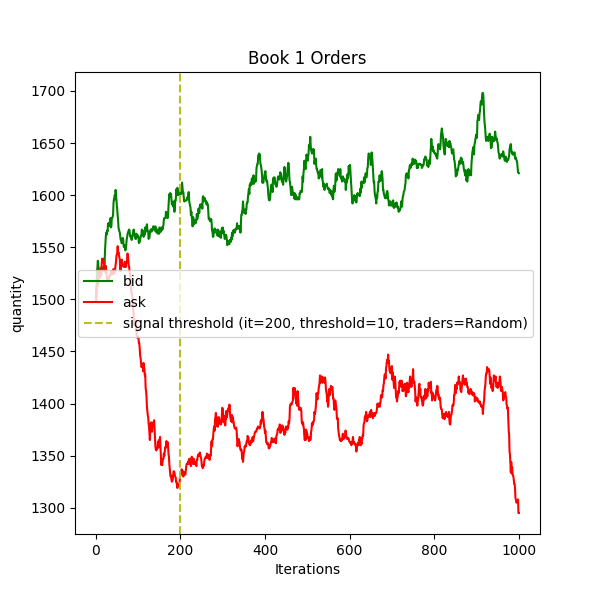 Book 1 Orders
quantity
1700
1650
1600
1550
1500
1450
1400
1350
1300
bid
ask
signal threshold (it=200, threshold=10, traders=Random)
0 200 400 600 800 1000
Iterations